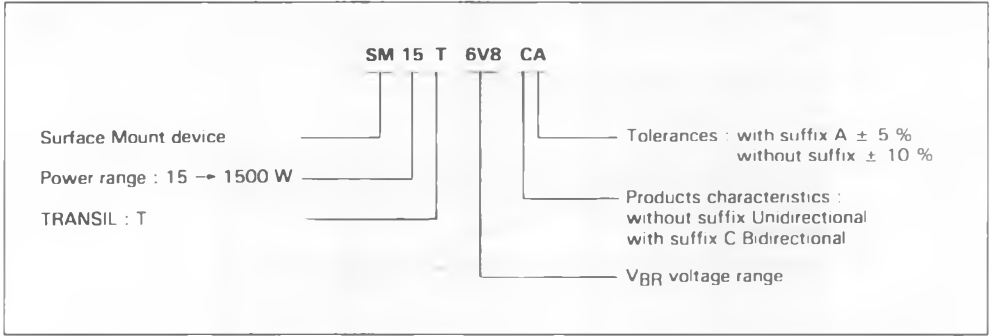 SM 15 T 6V8 CA
Surface Mount device
Power range : 15 → 1500 W
TRANSIL : T
Tolerances : with suffix A ± 5 %
without suffix ± 10 %
Products characteristics :
without suffix Unidirectional
with suffix C Bidirectional
VBR voltage range